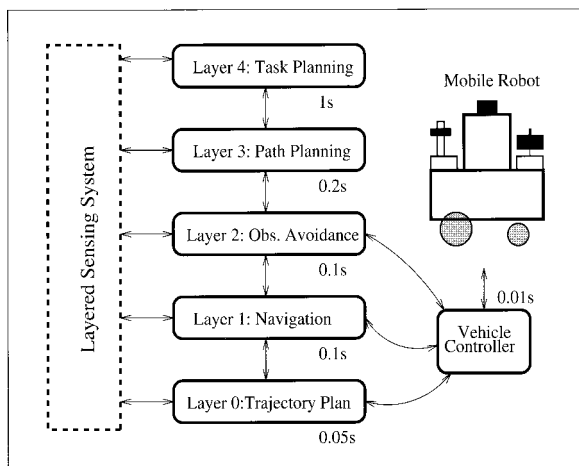 Layered Sensing System
Layer 4: Task Planning
1s
Layer 3: Path Planning
0.2s
Layer 2: Obs. Avoidance
0.1s
Layer 1: Navigation
0.1s
Layer 0:Trajectory Plan
0.05s
Mobile Robot
0.01s
Vehicle
Controller